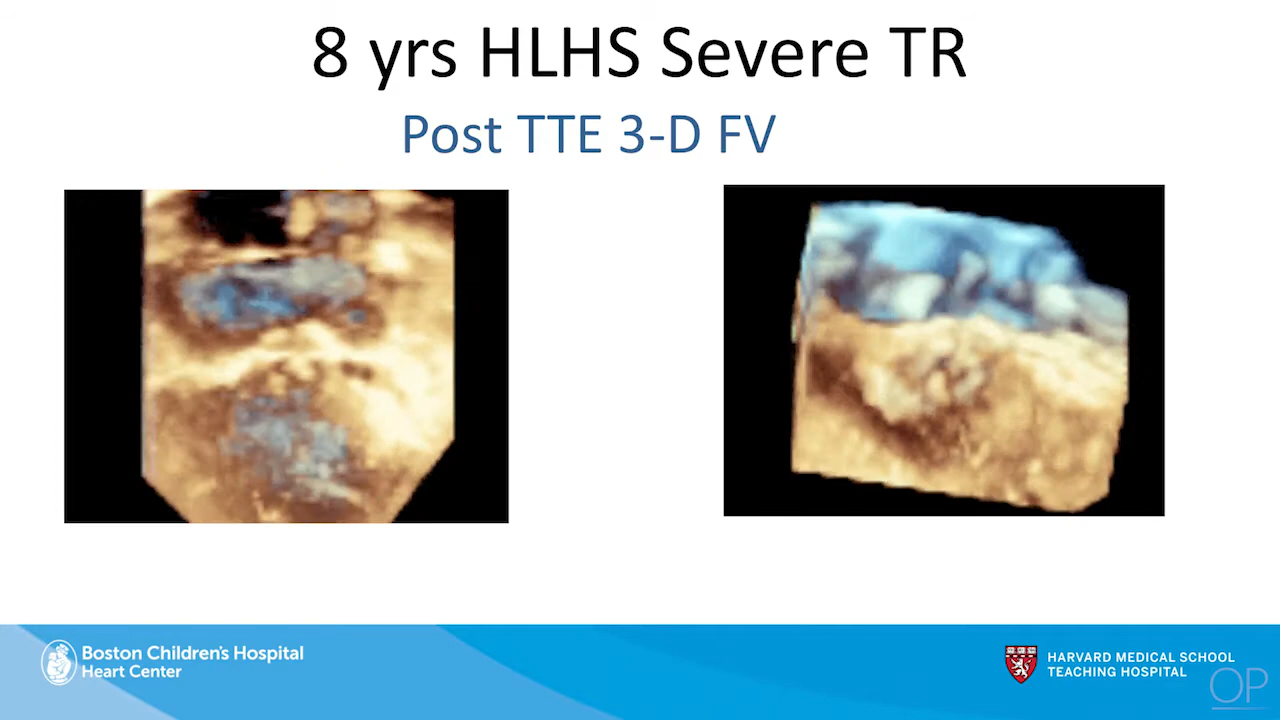 8 yrs HLHS Severe TR
Post TTE 3-D FV
Boston Children's Hospital
Heart Center
HARVARD MEDICAL SCHOOL
TEACHING HOSPITAL
OP